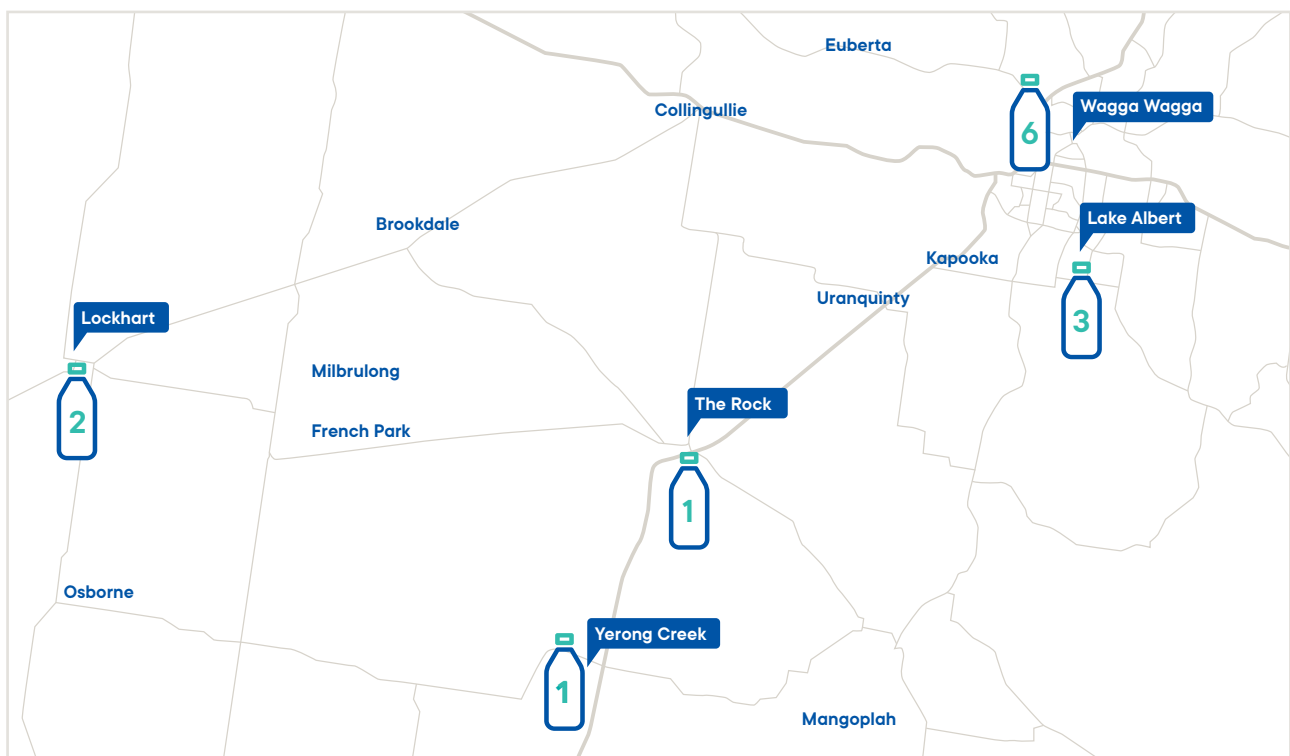 Euberta
Collingullie
Wagga Wagga
6
Brookdale
Lake Albert
Kapooka
Uranquinty
3
Lockhart
Milbrulong
2
The Rock
French Park
1
Osborne
Yerong Creek
1
Mangoplah